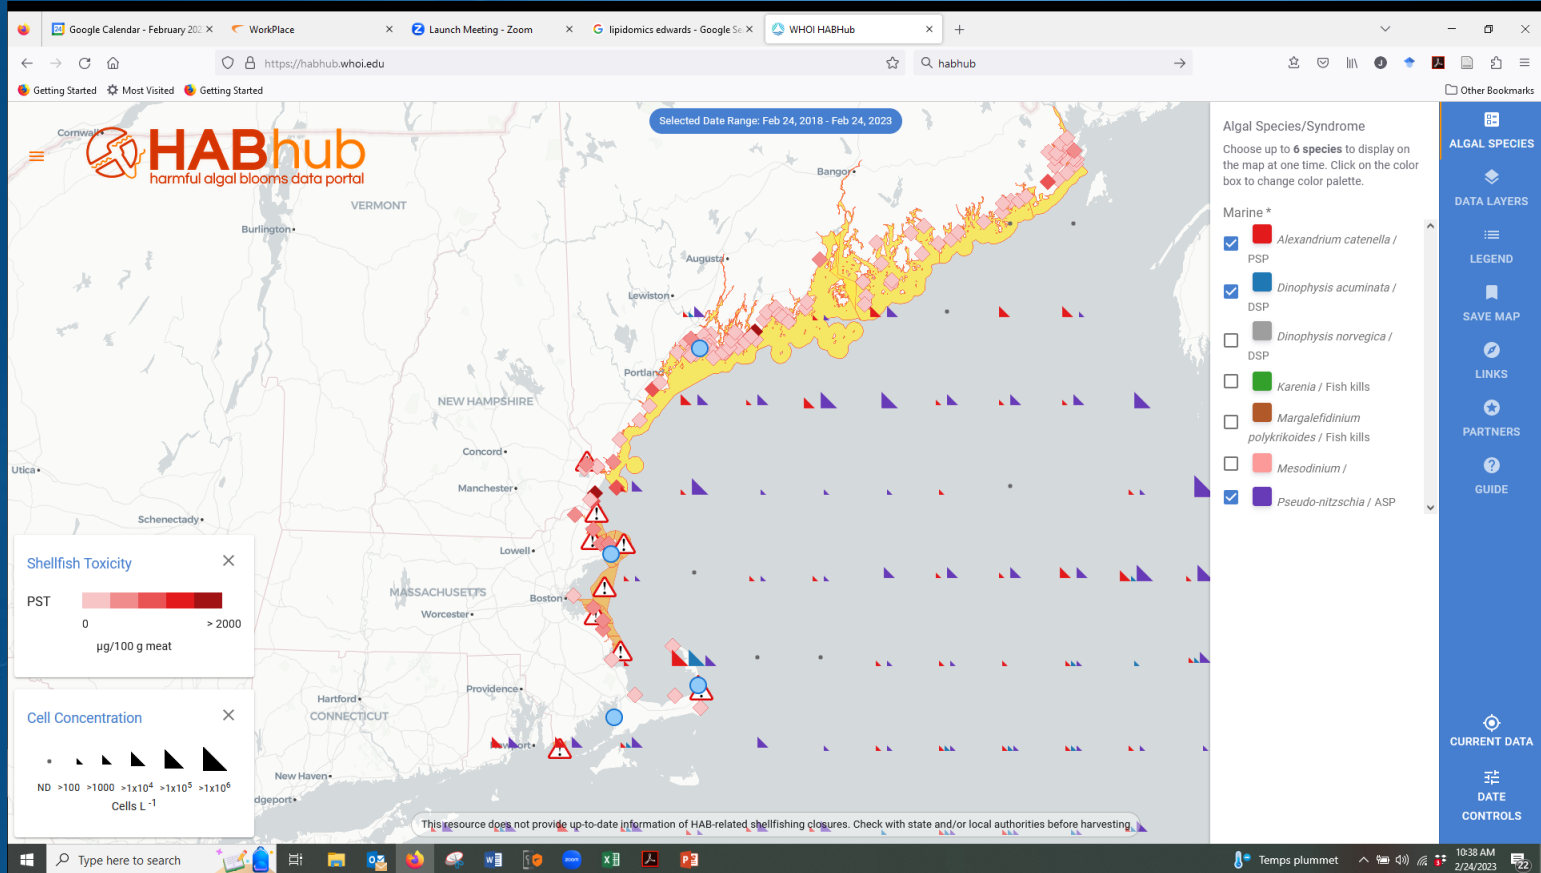 Google Calendar - February 202
WorkPlace
Launch Meeting - Zoom
lipidomics edwards - Google Se
WHOI HABHub
https://habhub.whoi.edu
habhub
Getting Started
Most Visited
Getting Started
Other Bookmarks
Selected Date Range: Feb 24, 2018 - Feb 24, 2023
HABhub
harmful algal blooms data portal
Cornwall
VERMONT
Burlington
Bangor
Augusta
Lewiston
Portland
NEW HAMPSHIRE
Concord
Utica
Manchester
Schenectady
Lowell
MASSACHUSETTS
Boston
Worcester
Providence
Hartford
CONNECTICUT
Newport
New Haven
dgeport
Shellfish Toxicity
PST
0
> 2000
µg/100 g meat
Cell Concentration
ND >100 >1000 >1x10⁴ >1x10⁵ >1x10⁶
Cells L -1
This resource does not provide up-to-date information of HAB-related shellfishing closures. Check with state and/or local authorities before harvesting
Algal Species/Syndrome
Choose up to 6 species to display on
the map at one time. Click on the color
box to change color palette.
Marine *
Alexandrium catenella /
PSP
Dinophysis acuminata /
DSP
Dinophysis norvegica /
DSP
Karenia / Fish kills
Margalefidinium
polykrikoides / Fish kills
Mesodinium /
Pseudo-nitzschia / ASP
ALGAL SPECIES
DATA LAYERS
LEGEND
SAVE MAP
LINKS
PARTNERS
GUIDE
CURRENT DATA
DATE
CONTROLS
Type here to search
Temps plummet
10:38 AM
2/24/2023
22